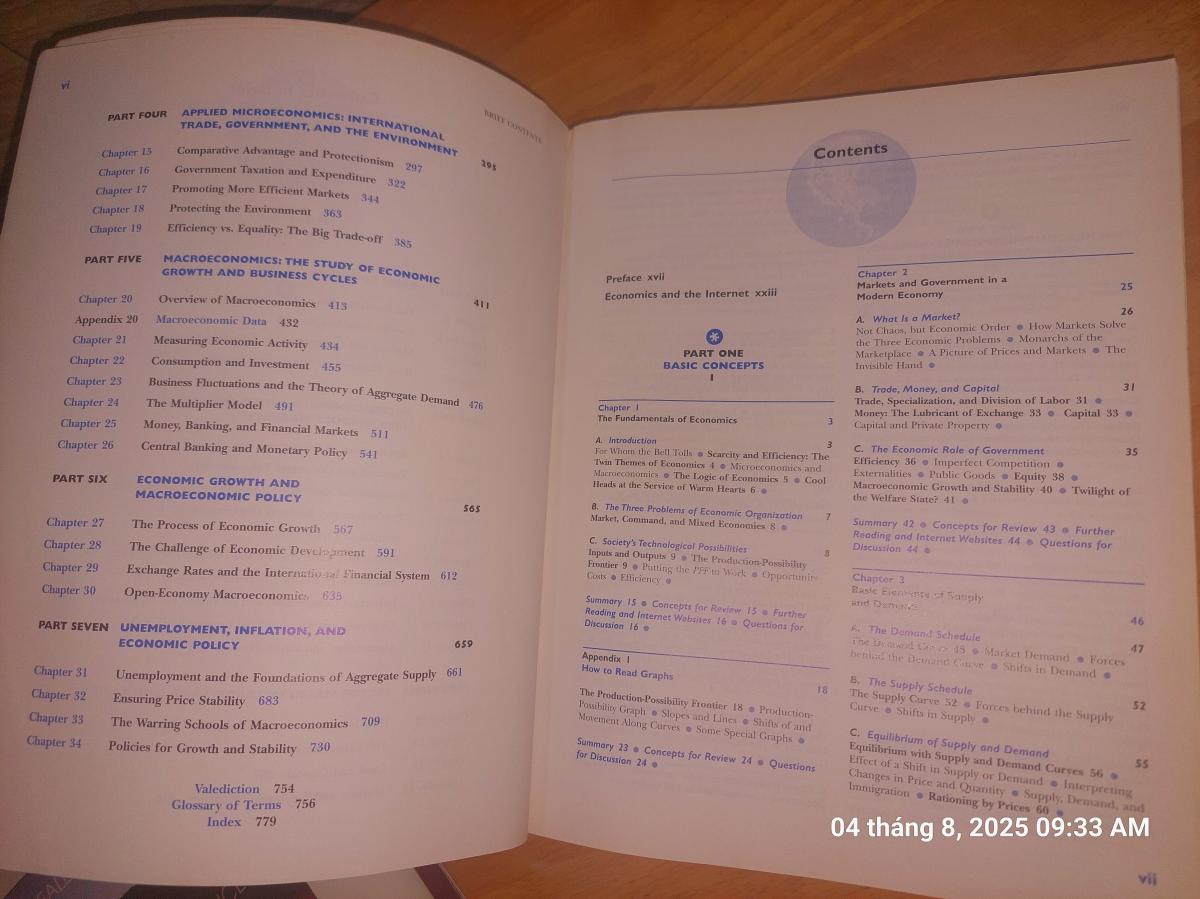 vi
BRIEF CONTENTS
PART FOUR APPLIED MICROECONOMICS: INTERNATIONAL
TRADE, GOVERNMENT, AND THE ENVIRONMENT 295
Chapter 15 Comparative Advantage and Protectionism 297
Chapter 16 Government Taxation and Expenditure 322
Chapter 17 Promoting More Efficient Markets 344
Chapter 18 Protecting the Environment 363
Chapter 19 Efficiency vs. Equality: The Big Trade-off 385
PART FIVE MACROECONOMICS: THE STUDY OF ECONOMIC
GROWTH AND BUSINESS CYCLES 411
Chapter 20 Overview of Macroeconomics 413
Appendix 20 Macroeconomic Data 432
Chapter 21 Measuring Economic Activity 434
Chapter 22 Consumption and Investment 455
Chapter 23 Business Fluctuations and the Theory of Aggregate Demand 476
Chapter 24 The Multiplier Model 491
Chapter 25 Money, Banking, and Financial Markets 511
Chapter 26 Central Banking and Monetary Policy 541
PART SIX ECONOMIC GROWTH AND
MACROECONOMIC POLICY 565
Chapter 27 The Process of Economic Growth 567
Chapter 28 The Challenge of Economic Development 591
Chapter 29 Exchange Rates and the International Financial System 612
Chapter 30 Open-Economy Macroeconomics 635
PART SEVEN UNEMPLOYMENT, INFLATION, AND
ECONOMIC POLICY 659
Chapter 31 Unemployment and the Foundations of Aggregate Supply 661
Chapter 32 Ensuring Price Stability 683
Chapter 33 The Warring Schools of Macroeconomics 709
Chapter 34 Policies for Growth and Stability 730
Valediction 754
Glossary of Terms 756
Index 779
Contents
Preface xvii
Economics and the Internet xxiii
PART ONE
BASIC CONCEPTS
1
Chapter 1
The Fundamentals of Economics 3
A. Introduction 3
For Whom the Bell Tolls • Scarcity and Efficiency: The
Twin Themes of Economics 4 • Microeconomics and
Macroeconomics • The Logic of Economics 5 • Cool
Heads at the Service of Warm Hearts 6 •
B. The Three Problems of Economic Organization 7
Market, Command, and Mixed Economies 8 •
C. Society's Technological Possibilities 8
Inputs and Outputs 9 • The Production-Possibility
Frontier 9 • Putting the PPF to Work • Opportunity
Costs • Efficiency •
Summary 15 • Concepts for Review 15 • Further
Reading and Internet Websites 16 • Questions for
Discussion 16 •
Appendix 1
How to Read Graphs 18
The Production-Possibility Frontier 18 • Production-
Possibility Graph • Slopes and Lines • Shifts of and
Movement Along Curves • Some Special Graphs •
Summary 23 • Concepts for Review 24 • Questions
for Discussion 24 •
Chapter 2
Markets and Government in a
Modern Economy 25
A. What Is a Market? 26
Not Chaos, but Economic Order • How Markets Solve
the Three Economic Problems • Monarchs of the
Marketplace • A Picture of Prices and Markets • The
Invisible Hand •
B. Trade, Money, and Capital 31
Trade, Specialization, and Division of Labor 31 •
Money: The Lubricant of Exchange 33 • Capital 33 •
Capital and Private Property •
C. The Economic Role of Government 35
Efficiency 36 • Imperfect Competition •
Externalities • Public Goods • Equity 38 •
Macroeconomic Growth and Stability 40 • Twilight of
the Welfare State? 41 •
Summary 42 • Concepts for Review 43 • Further
Reading and Internet Websites 44 • Questions for
Discussion 44 •
Chapter 3
Basic Elements of Supply
and Demand 46
A. The Demand Schedule 47
The Demand Curve 48 • Market Demand • Forces
behind the Demand Curve • Shifts in Demand •
B. The Supply Schedule 52
The Supply Curve 52 • Forces behind the Supply
Curve • Shifts in Supply •
C. Equilibrium of Supply and Demand 55
Equilibrium with Supply and Demand Curves 56 •
Effect of a Shift in Supply or Demand • Interpreting
Changes in Price and Quantity • Supply, Demand, and
Immigration • Rationing by Prices 60 •
vii
04 tháng 8, 2025 09:33 AM